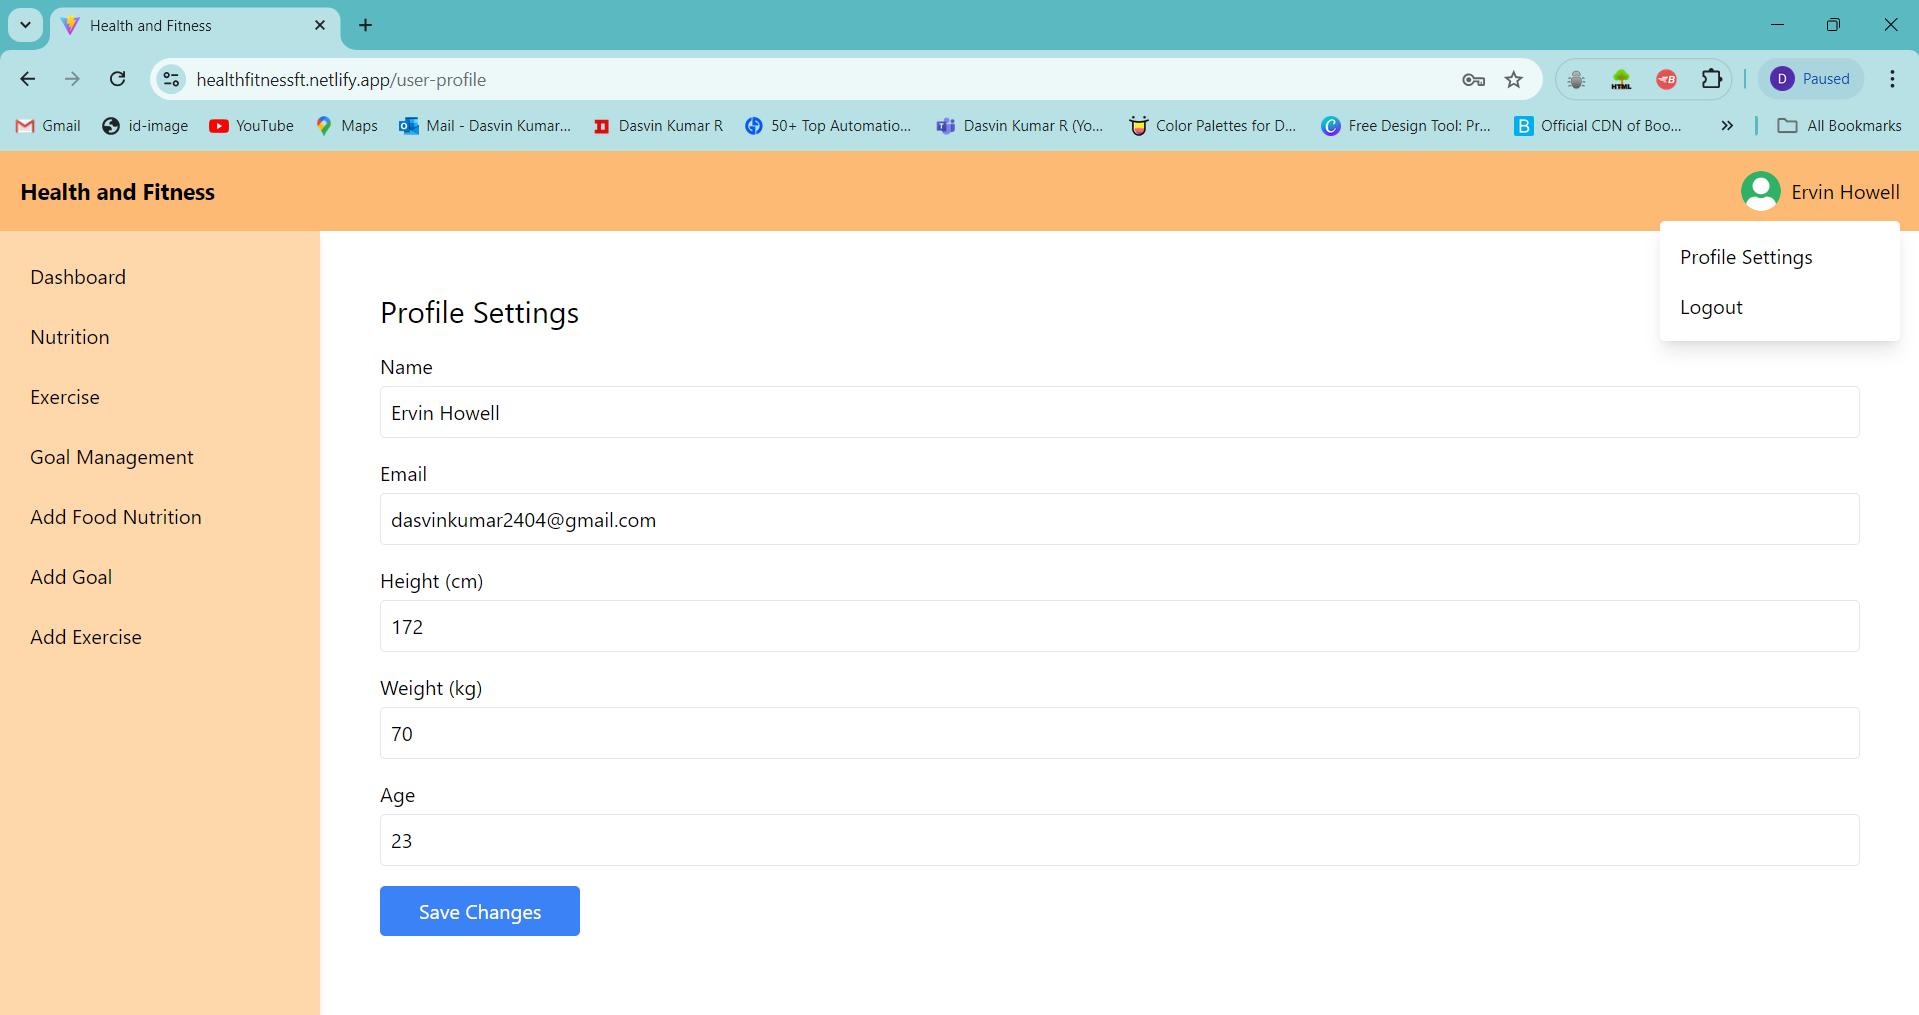 Health and Fitness
healthfitnessft.netlify.app/user-profile
D Paused
Gmail id-image YouTube Maps Mail - Dasvin Kumar... Dasvin Kumar R 50+ Top Automatio... Dasvin Kumar R (Yo... Color Palettes for D... Free Design Tool: Pr... Official CDN of Boo... All Bookmarks
Health and Fitness
Ervin Howell
Profile Settings
Logout
Dashboard
Nutrition
Exercise
Goal Management
Add Food Nutrition
Add Goal
Add Exercise
Profile Settings
Name
Ervin Howell
Email
dasvinkumar2404@gmail.com
Height (cm)
172
Weight (kg)
70
Age
23
Save Changes